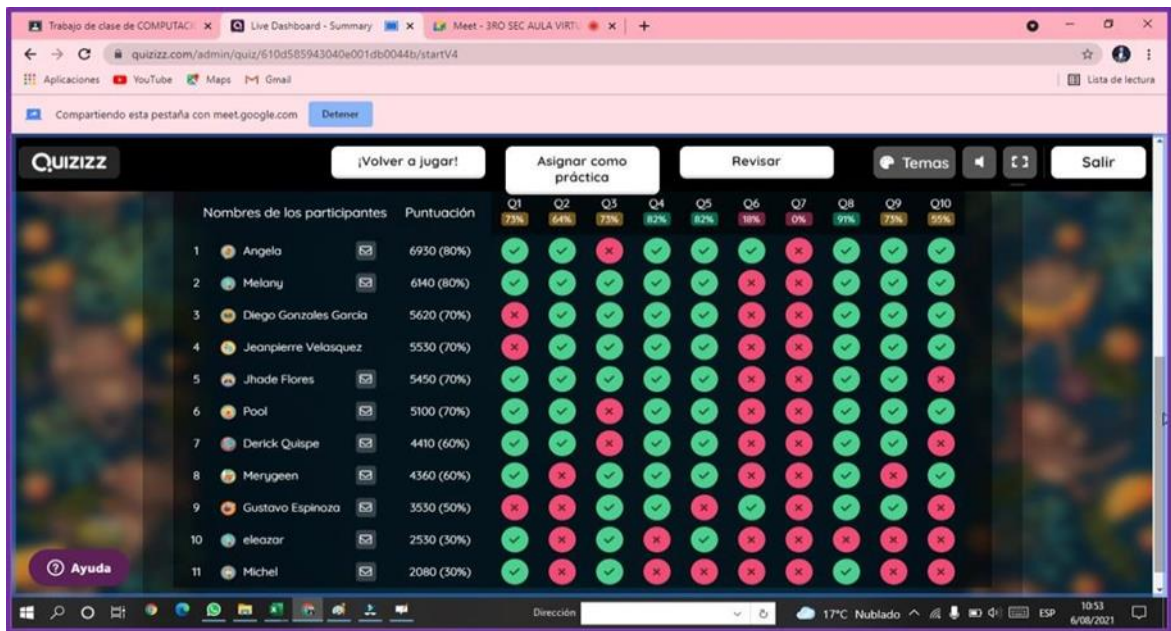 Trabajo de clase de COMPUTACI
Live Dashboard - Summary
Meet - 3RO SEC AULA VIRTU
quizizz.com/admin/quiz/610d585943040e001db0044b/startV4
Aplicaciones YouTube Maps Gmail Lista de lectura
Compartiendo esta pestaña con meet.google.com Detener
QUIZIZZ ¡Volver a jugar! Asignar como práctica Revisar Temas Salir
Nombres de los participantes Puntuación Q1 Q2 Q3 Q4 Q5 Q6 Q7 Q8 Q9 Q10
73% 64% 73% 82% 82% 18% 0% 91% 73% 55%
1 Angela 6930 (80%)
2 Melany 6140 (80%)
3 Diego Gonzales García 5620 (70%)
4 Jeanpierre Velasquez 5530 (70%)
5 Jhade Flores 5450 (70%)
6 Pool 5100 (70%)
7 Derick Quispe 4410 (60%)
8 Merygeen 4360 (60%)
9 Gustavo Espinoza 3530 (50%)
10 eleazar 2530 (30%)
11 Michel 2080 (30%)
Ayuda
Dirección 17°C Nublado ESP 10:53
6/08/2021